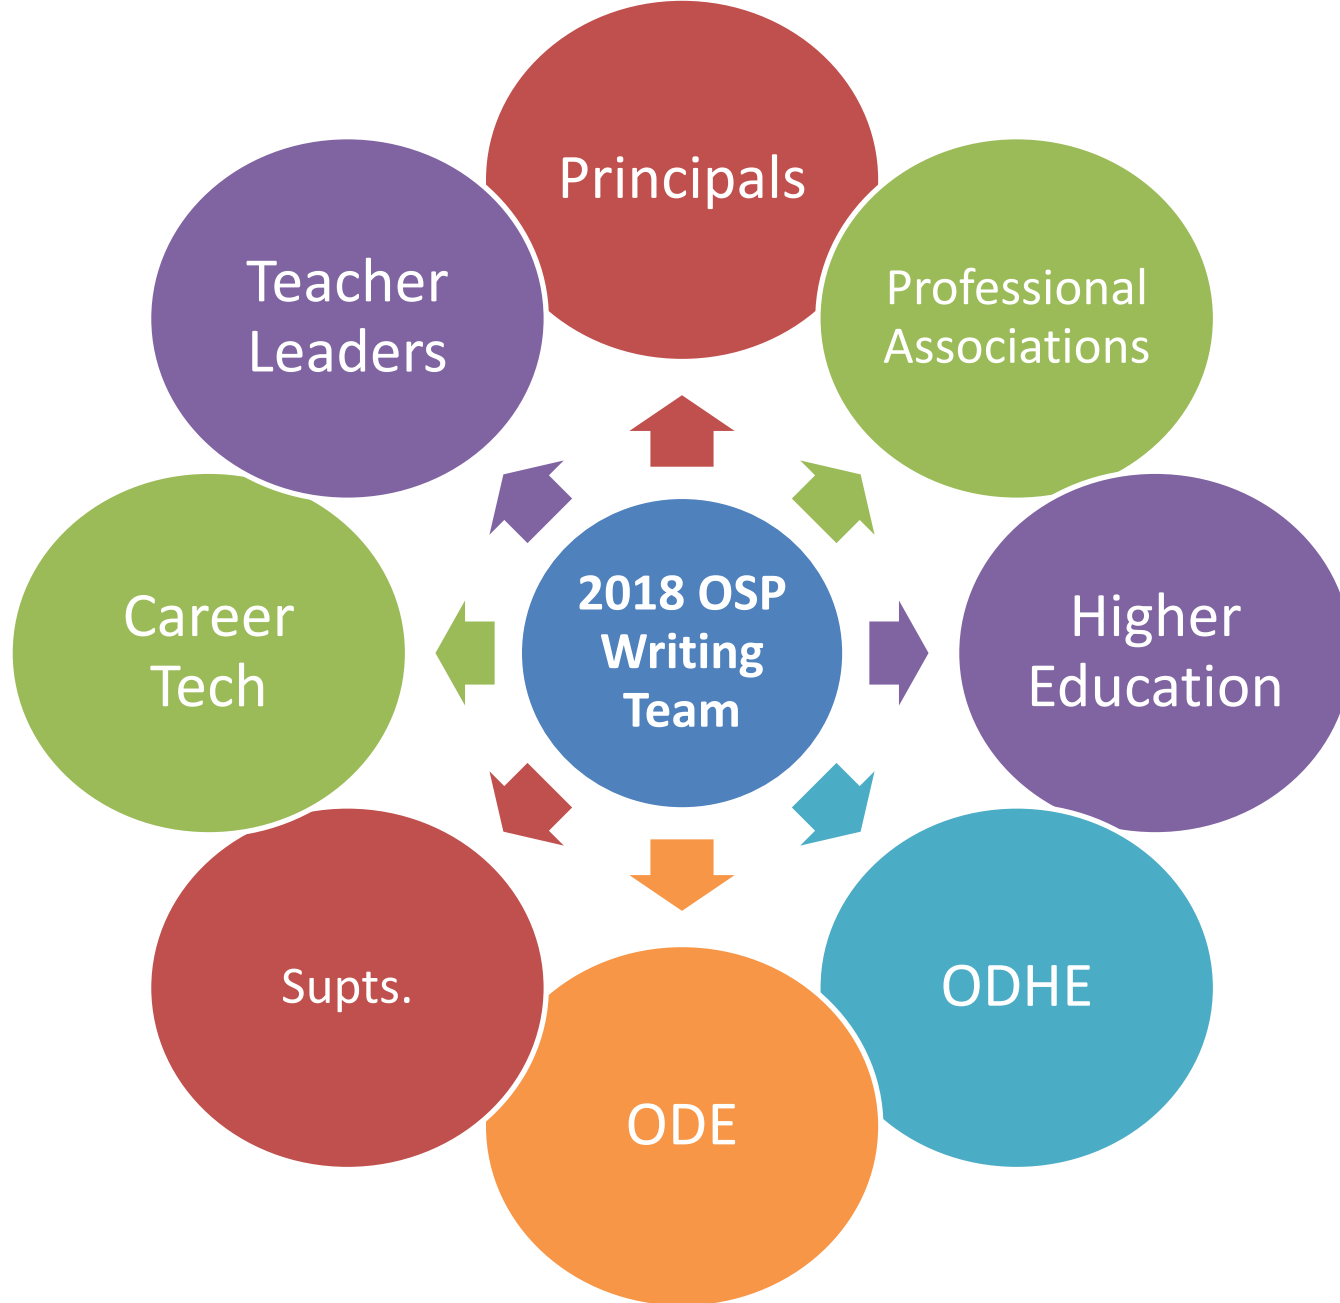 Principals
Professional
Associations
Teacher
Leaders
2018 OSP
Writing
Team
Higher
Education
Career
Tech
ODHE
Supts.
ODE